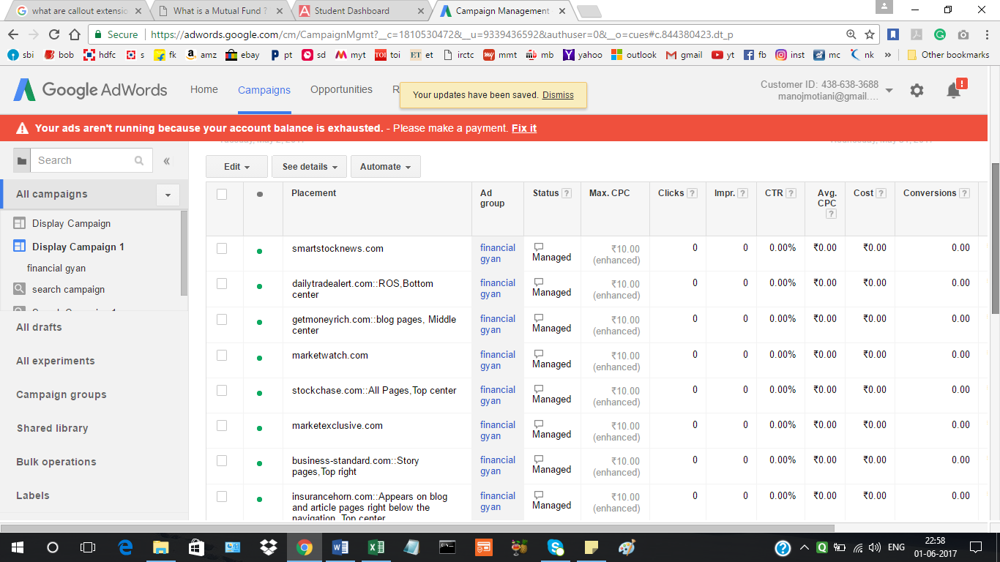 what are callout extensio
What is a Mutual Fund ?
Student Dashboard
Campaign Management
Secure
https://adwords.google.com/cm/CampaignMgmt?__c=18105304728&__u=9339436592&authuser=0&__o=cues#c.844380423.dt_p
sbi bob hdfc s fk amz ebay pt sd myt toi et irctc mmt mb yahoo outlook gmail yt fb inst mc nk » Other bookmarks
Google AdWords
Home Campaigns Opportunities R
Your updates have been saved. Dismiss
Customer ID: 438-638-3688
manojmotiani@gmail....
!
Your ads aren't running because your account balance is exhausted. - Please make a payment. Fix it
Search «
All campaigns
Display Campaign
Display Campaign 1
financial gyan
search campaign
All drafts
All experiments
Campaign groups
Shared library
Bulk operations
Labels
Edit See details Automate
Placement Ad group Status ? Max. CPC Clicks ? Impr. ? CTR ? Avg. CPC ? Cost ? Conversions ?
smartstocknews.com financial gyan Managed ₹10.00 (enhanced) 0 0 0.00% ₹0.00 ₹0.00 0.00
dailytradealert.com::ROS,Bottom center financial gyan Managed ₹10.00 (enhanced) 0 0 0.00% ₹0.00 ₹0.00 0.00
getmoneyrich.com::blog pages, Middle center financial gyan Managed ₹10.00 (enhanced) 0 0 0.00% ₹0.00 ₹0.00 0.00
marketwatch.com financial gyan Managed ₹10.00 (enhanced) 0 0 0.00% ₹0.00 ₹0.00 0.00
stockchase.com::All Pages,Top center financial gyan Managed ₹10.00 (enhanced) 0 0 0.00% ₹0.00 ₹0.00 0.00
marketexclusive.com financial gyan Managed ₹10.00 (enhanced) 0 0 0.00% ₹0.00 ₹0.00 0.00
business-standard.com::Story pages,Top right financial gyan Managed ₹10.00 (enhanced) 0 0 0.00% ₹0.00 ₹0.00 0.00
insurancehorn.com::Appears on blog and article pages right below the navigation, Top center financial gyan Managed ₹10.00 (enhanced) 0 0 0.00% ₹0.00 ₹0.00 0.00
ENG
22:58
01-06-2017